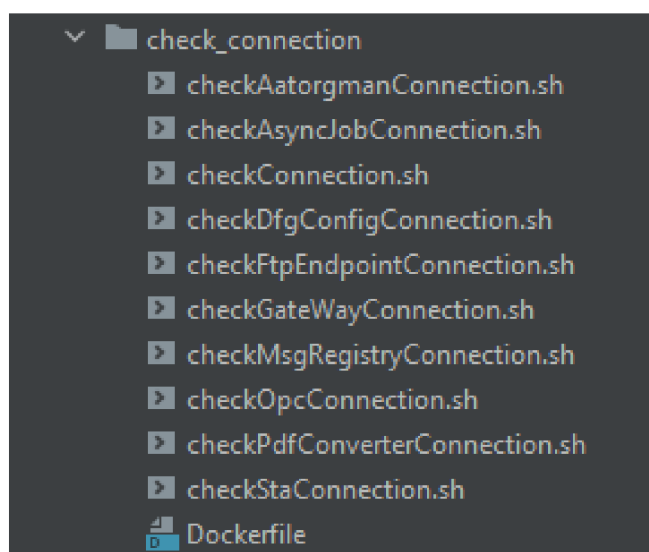 check_connection
checkAatorgmanConnection.sh
checkAsyncJobConnection.sh
checkConnection.sh
checkDfgConfigConnection.sh
checkFtpEndpointConnection.sh
checkGateWayConnection.sh
checkMsgRegistryConnection.sh
checkOpcConnection.sh
checkPdfConverterConnection.sh
checkStaConnection.sh
D Dockerfile